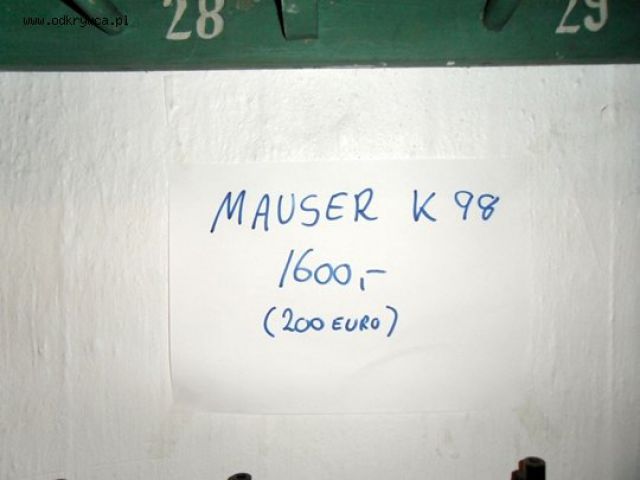 www.odkrywca.pl
28 29
MAUSER K 98
1600,-
(200 EURO)